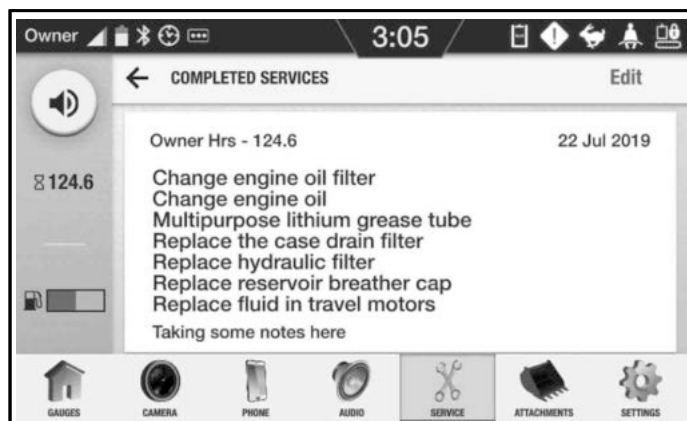 Owner
3:05
COMPLETED SERVICES
Edit
Owner Hrs - 124.6
22 Jul 2019
124.6
Change engine oil filter
Change engine oil
Multipurpose lithium grease tube
Replace the case drain filter
Replace hydraulic filter
Replace reservoir breather cap
Replace fluid in travel motors
Taking some notes here
GAUGES
CAMERA
PHONE
AUDIO
SERVICE
ATTACHMENTS
SETTINGS